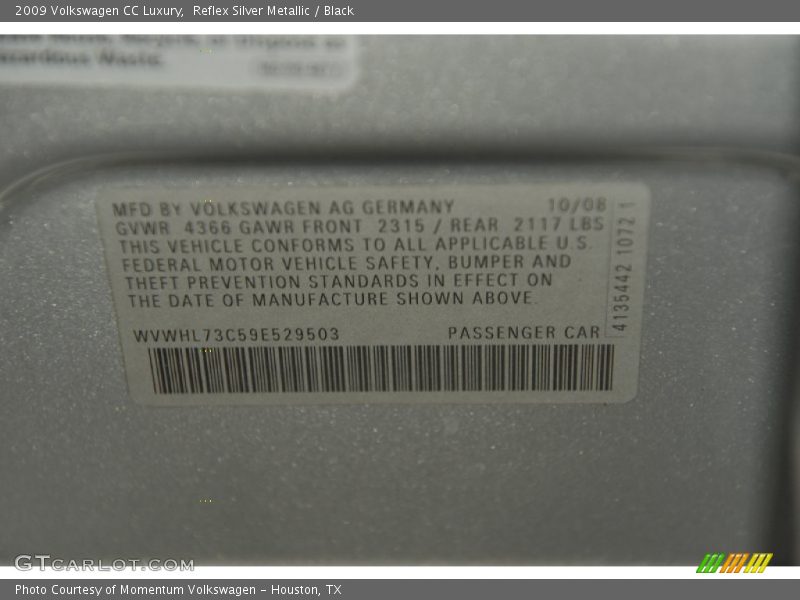 2009 Volkswagen CC Luxury,  Reflex Silver Metallic / Black
Hazardous Waste.
MFD BY VOLKSWAGEN AG GERMANY 10/08
GVWR 4366 GAWR FRONT 2315 / REAR 2117 LBS
THIS VEHICLE CONFORMS TO ALL APPLICABLE U.S.
FEDERAL MOTOR VEHICLE SAFETY, BUMPER AND
THEFT PREVENTION STANDARDS IN EFFECT ON
THE DATE OF MANUFACTURE SHOWN ABOVE.
WVWHL73C59E529503 PASSENGER CAR
4135442 10721
GTCARLOT.COM
Photo Courtesy of Momentum Volkswagen – Houston, TX